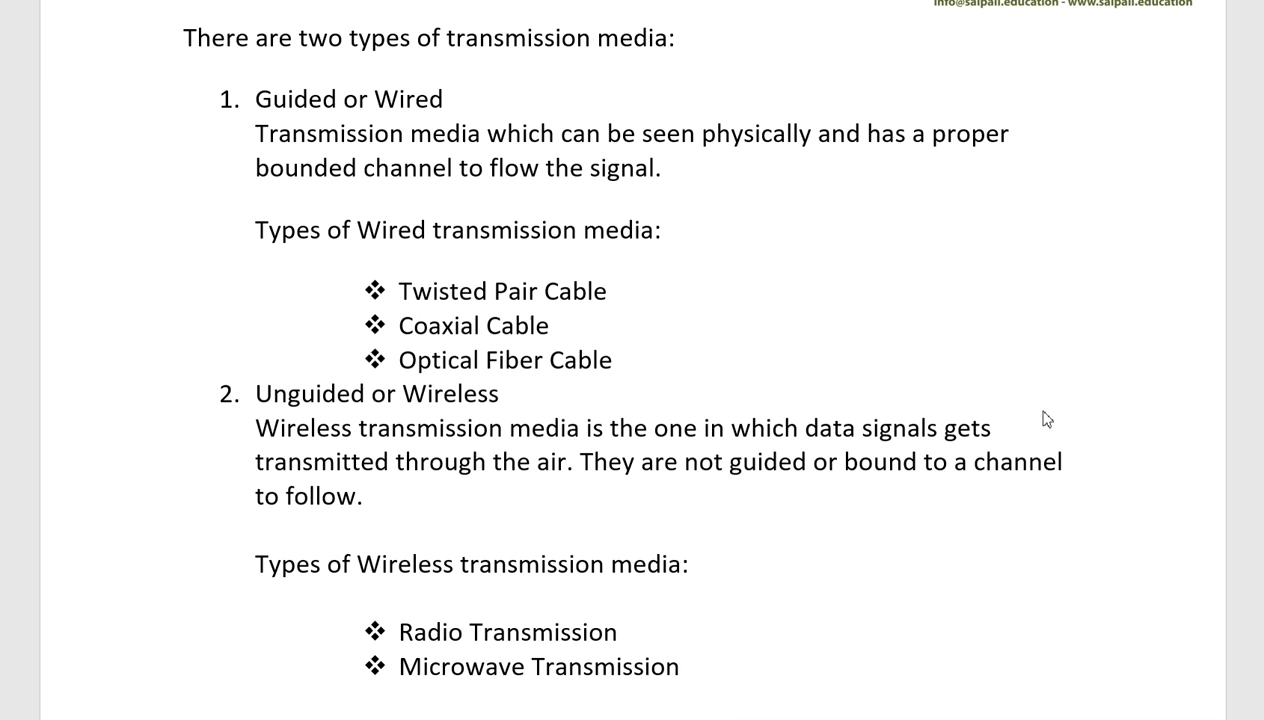 info@saipali.education - www.saipali.education
There are two types of transmission media:
1. Guided or Wired
Transmission media which can be seen physically and has a proper
bounded channel to flow the signal.
Types of Wired transmission media:
❖ Twisted Pair Cable
❖ Coaxial Cable
❖ Optical Fiber Cable
2. Unguided or Wireless
Wireless transmission media is the one in which data signals gets
transmitted through the air. They are not guided or bound to a channel
to follow.
Types of Wireless transmission media:
❖ Radio Transmission
❖ Microwave Transmission